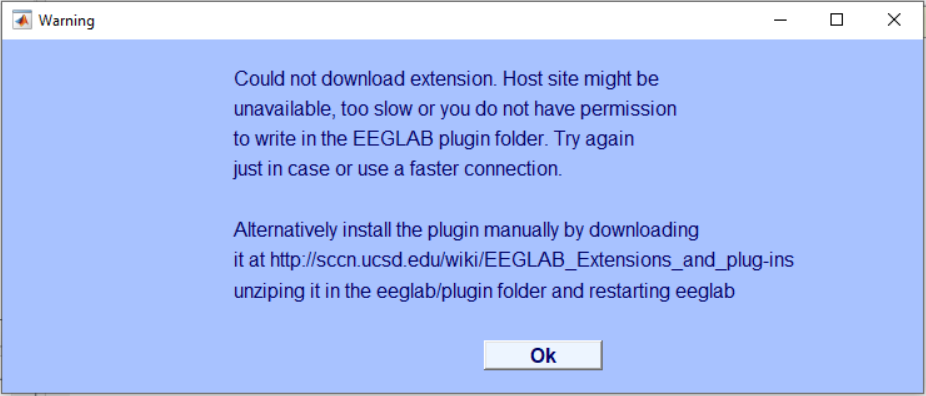 Warning
Could not download extension. Host site might be
unavailable, too slow or you do not have permission
to write in the EEGLAB plugin folder. Try again
just in case or use a faster connection.
Alternatively install the plugin manually by downloading
it at http://sccn.ucsd.edu/wiki/EEGLAB_Extensions_and_plug-ins
unziping it in the eeglab/plugin folder and restarting eeglab
Ok